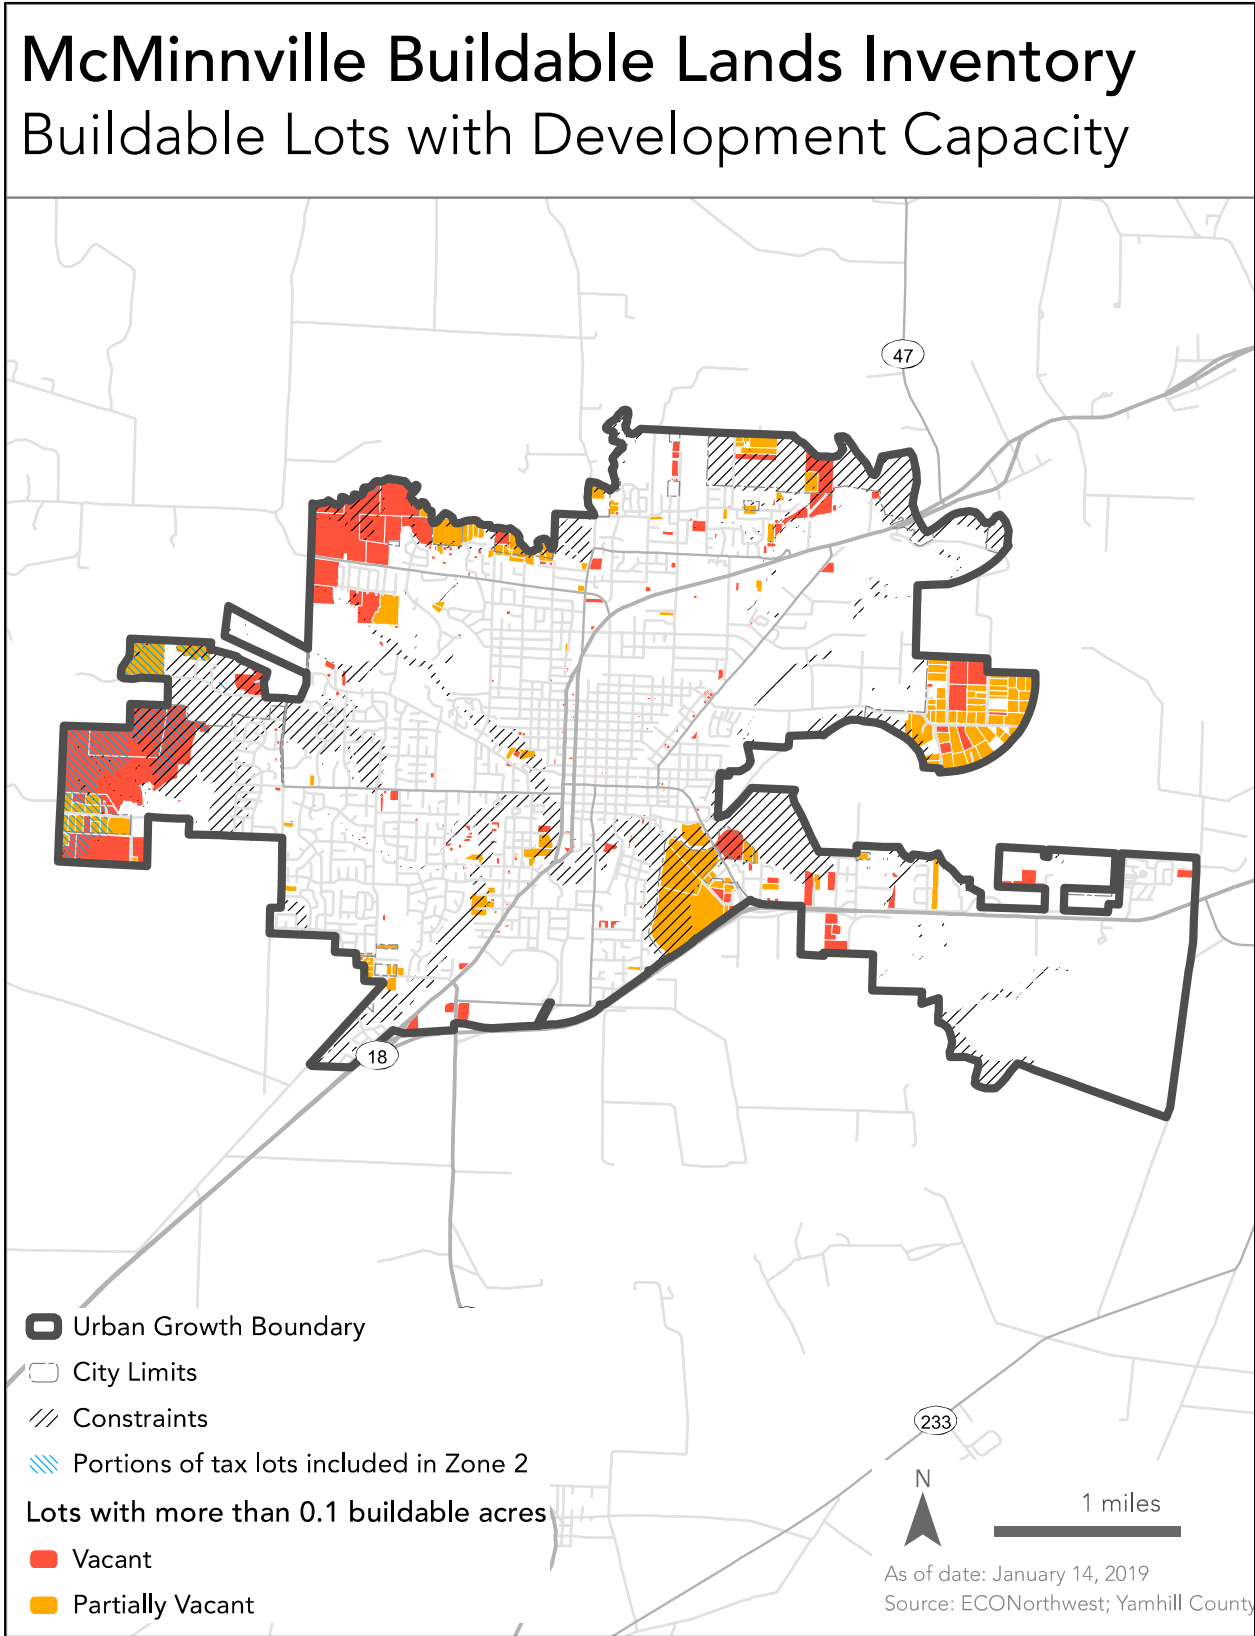 McMinnville Buildable Lands Inventory
Buildable Lots with Development Capacity
47
18
Urban Growth Boundary
City Limits
Constraints
Portions of tax lots included in Zone 2
Lots with more than 0.1 buildable acres
Vacant
Partially Vacant
233
N
1 miles
As of date: January 14, 2019
Source: ECONorthwest; Yamhill County